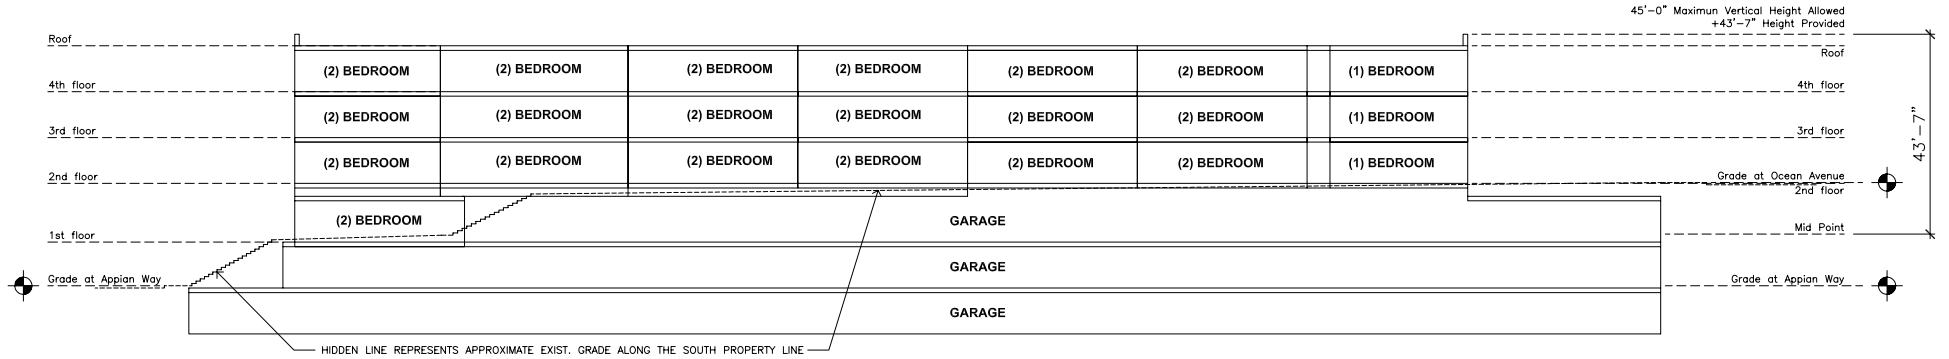 45'-0" Maximun Vertical Height Allowed
+43'-7" Height Provided
Roof
Roof
(2) BEDROOM (2) BEDROOM (2) BEDROOM (2) BEDROOM (2) BEDROOM (2) BEDROOM (1) BEDROOM
4th floor
4th floor
(2) BEDROOM (2) BEDROOM (2) BEDROOM (2) BEDROOM (2) BEDROOM (2) BEDROOM (1) BEDROOM
43'-7"
3rd floor
3rd floor
(2) BEDROOM (2) BEDROOM (2) BEDROOM (2) BEDROOM (2) BEDROOM (2) BEDROOM (1) BEDROOM
2nd floor
Grade at Ocean Avenue
2nd floor
(2) BEDROOM
GARAGE
1st floor
Mid Point
GARAGE
Grade at Appian Way
Grade at Appian Way
GARAGE
HIDDEN LINE REPRESENTS APPROXIMATE EXIST. GRADE ALONG THE SOUTH PROPERTY LINE